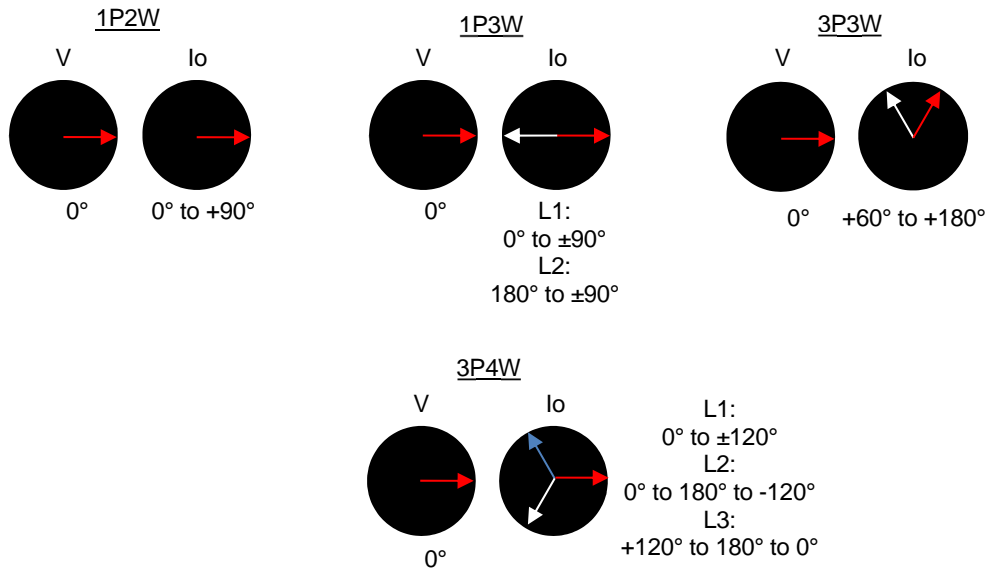 1P2W
V Io
0° 0° to +90°
1P3W
V Io
0° L1:
0° to ±90°
L2:
180° to ±90°
3P3W
V Io
0° +60° to +180°
3P4W
V Io
0°
L1:
0° to ±120°
L2:
0° to 180° to -120°
L3:
+120° to 180° to 0°